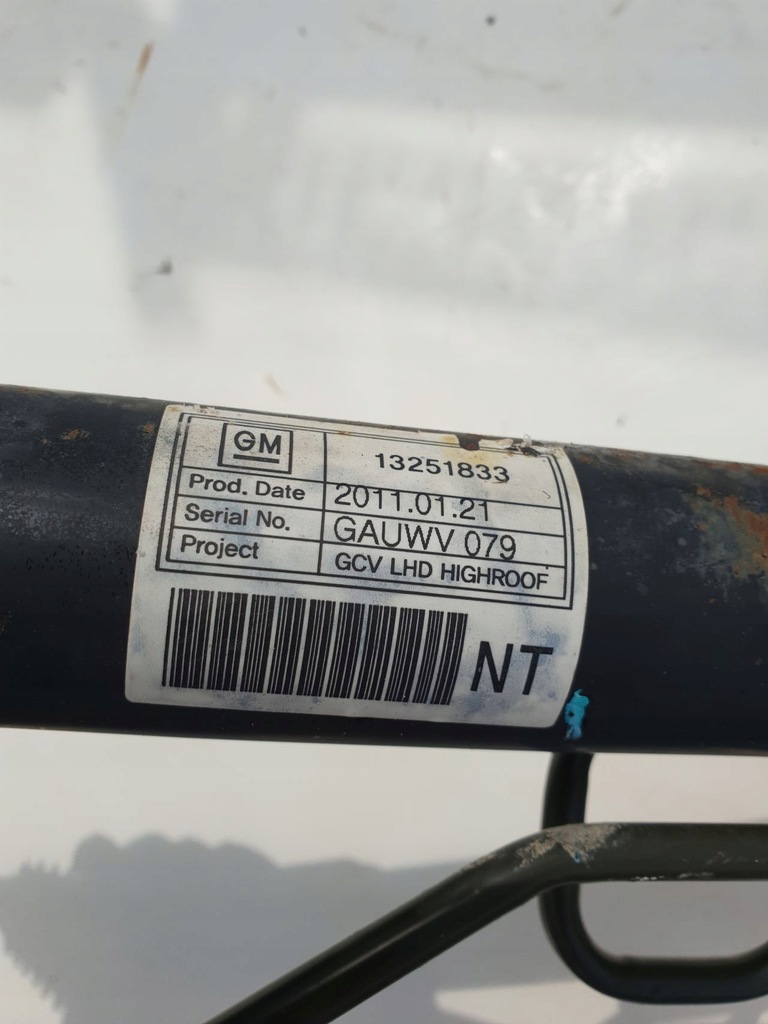 GM 13251833
Prod. Date 2011.01.21
Serial No. GAUWV 079
Project GCV LHD HIGHROOF
NT